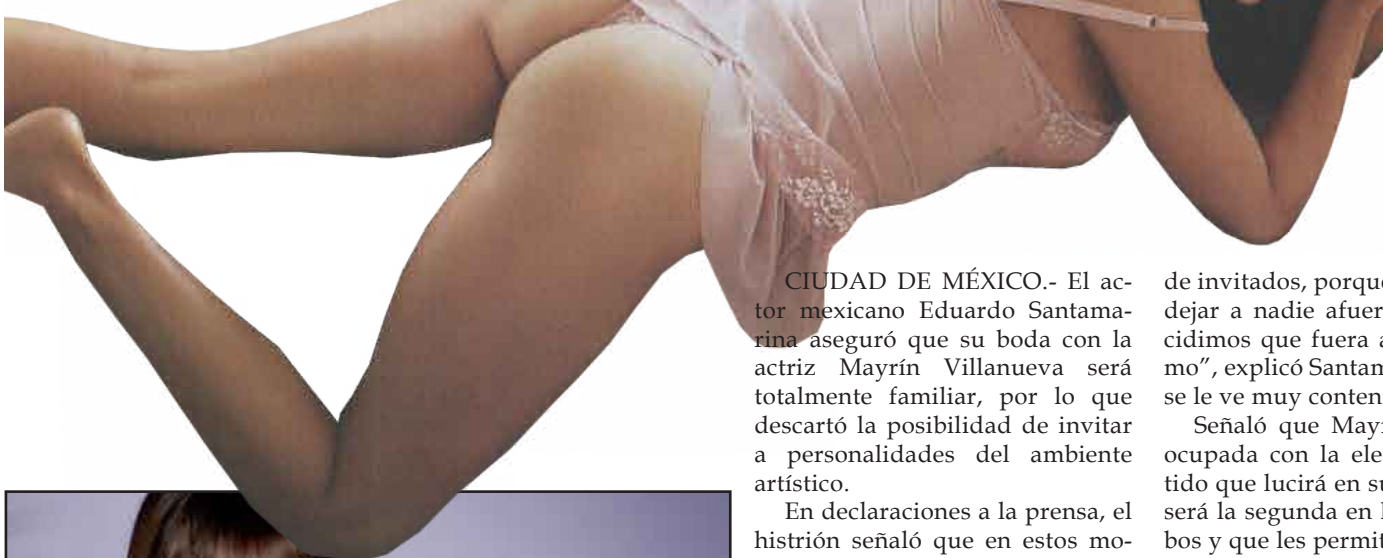 CIUDAD DE MÉXICO.- El ac-
tor mexicano Eduardo Santama-
rina aseguró que su boda con la
actriz Mayrín Villanueva será
totalmente familiar, por lo que
descartó la posibilidad de invitar
a personalidades del ambiente
artístico.
En declaraciones a la prensa, el
histrión señaló que en estos mo-
de invitados, porque
dejar a nadie afuer
cidimos que fuera a
mo”, explicó Santam
se le ve muy conten
Señaló que Mayr
ocupada con la ele
tido que lucirá en su
será la segunda en l
bos y que les permit